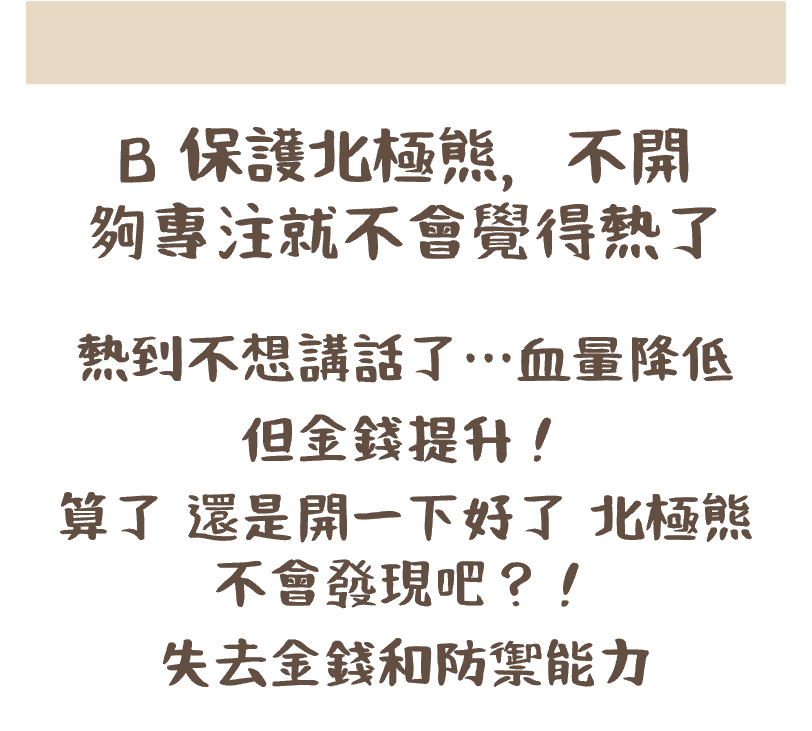 B 保護北極熊, 不開
夠專注就不會覺得熱了
熱到不想講話了…血量降低
但金錢提升！
算了 還是開一下好了 北極熊
不會發現吧？！
失去金錢和防禦能力